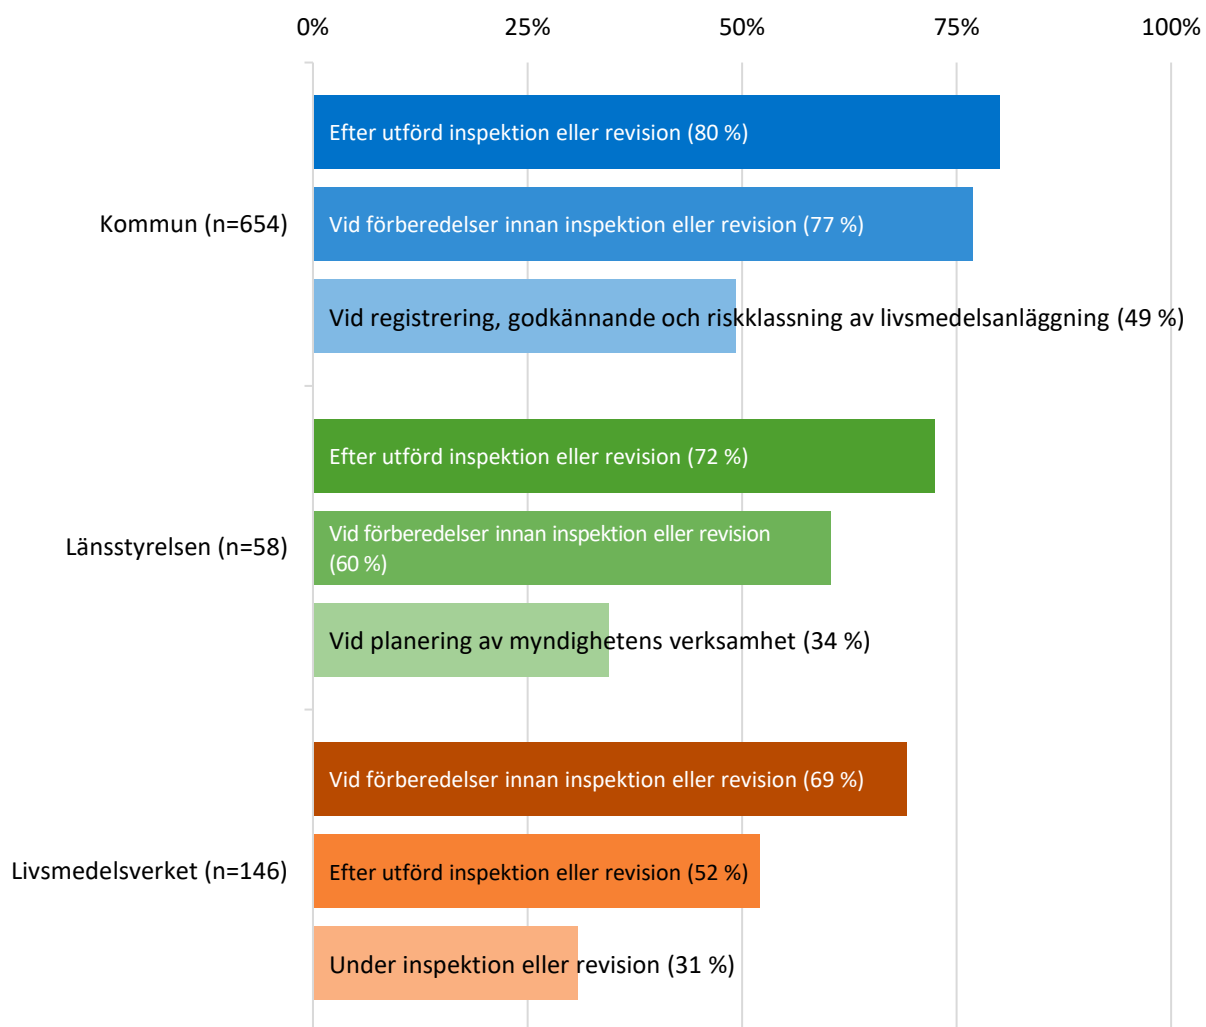 0% 25% 50% 75% 100%
Kommun (n=654)
Efter utförd inspektion eller revision (80 %)
Vid förberedelser innan inspektion eller revision (77 %)
Vid registrering, godkännande och riskklassning av livsmedelsanläggning (49 %)
Länsstyrelsen (n=58)
Efter utförd inspektion eller revision (72 %)
Vid förberedelser innan inspektion eller revision
(60 %)
Vid planering av myndighetens verksamhet (34 %)
Livsmedelsverket (n=146)
Vid förberedelser innan inspektion eller revision (69 %)
Efter utförd inspektion eller revision (52 %)
Under inspektion eller revision (31 %)